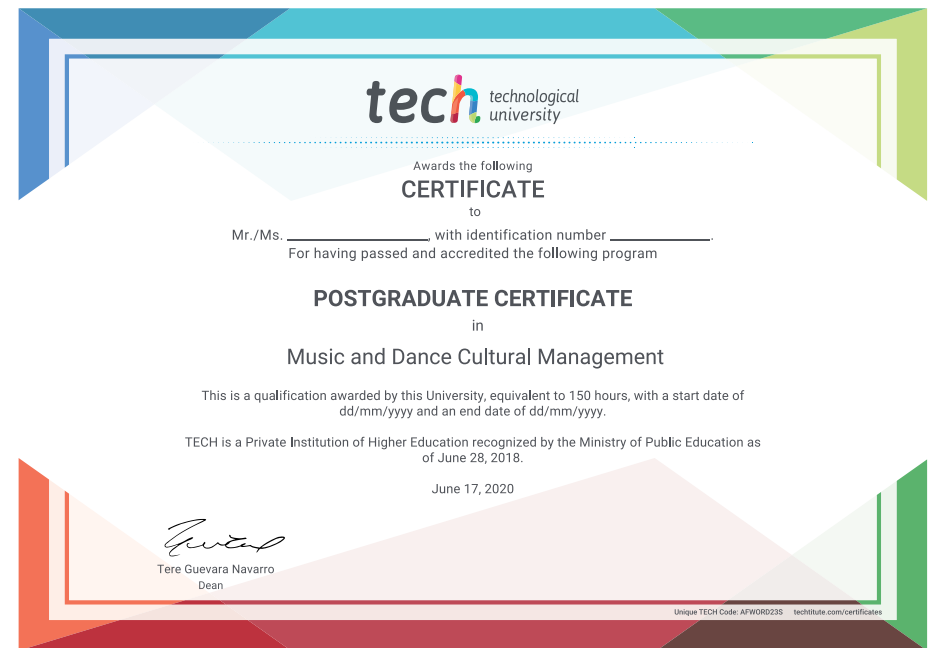 tech technological
university
Awards the following
CERTIFICATE
to
Mr./Ms. ____________________, with identification number ______________.
For having passed and accredited the following program
POSTGRADUATE CERTIFICATE
in
Music and Dance Cultural Management
This is a qualification awarded by this University, equivalent to 150 hours, with a start date of
dd/mm/yyyy and an end date of dd/mm/yyyy.
TECH is a Private Institution of Higher Education recognized by the Ministry of Public Education as
of June 28, 2018.
June 17, 2020
Tere Guevara Navarro
Dean
Unique TECH Code: AFWORD23S techtitute.com/certificates